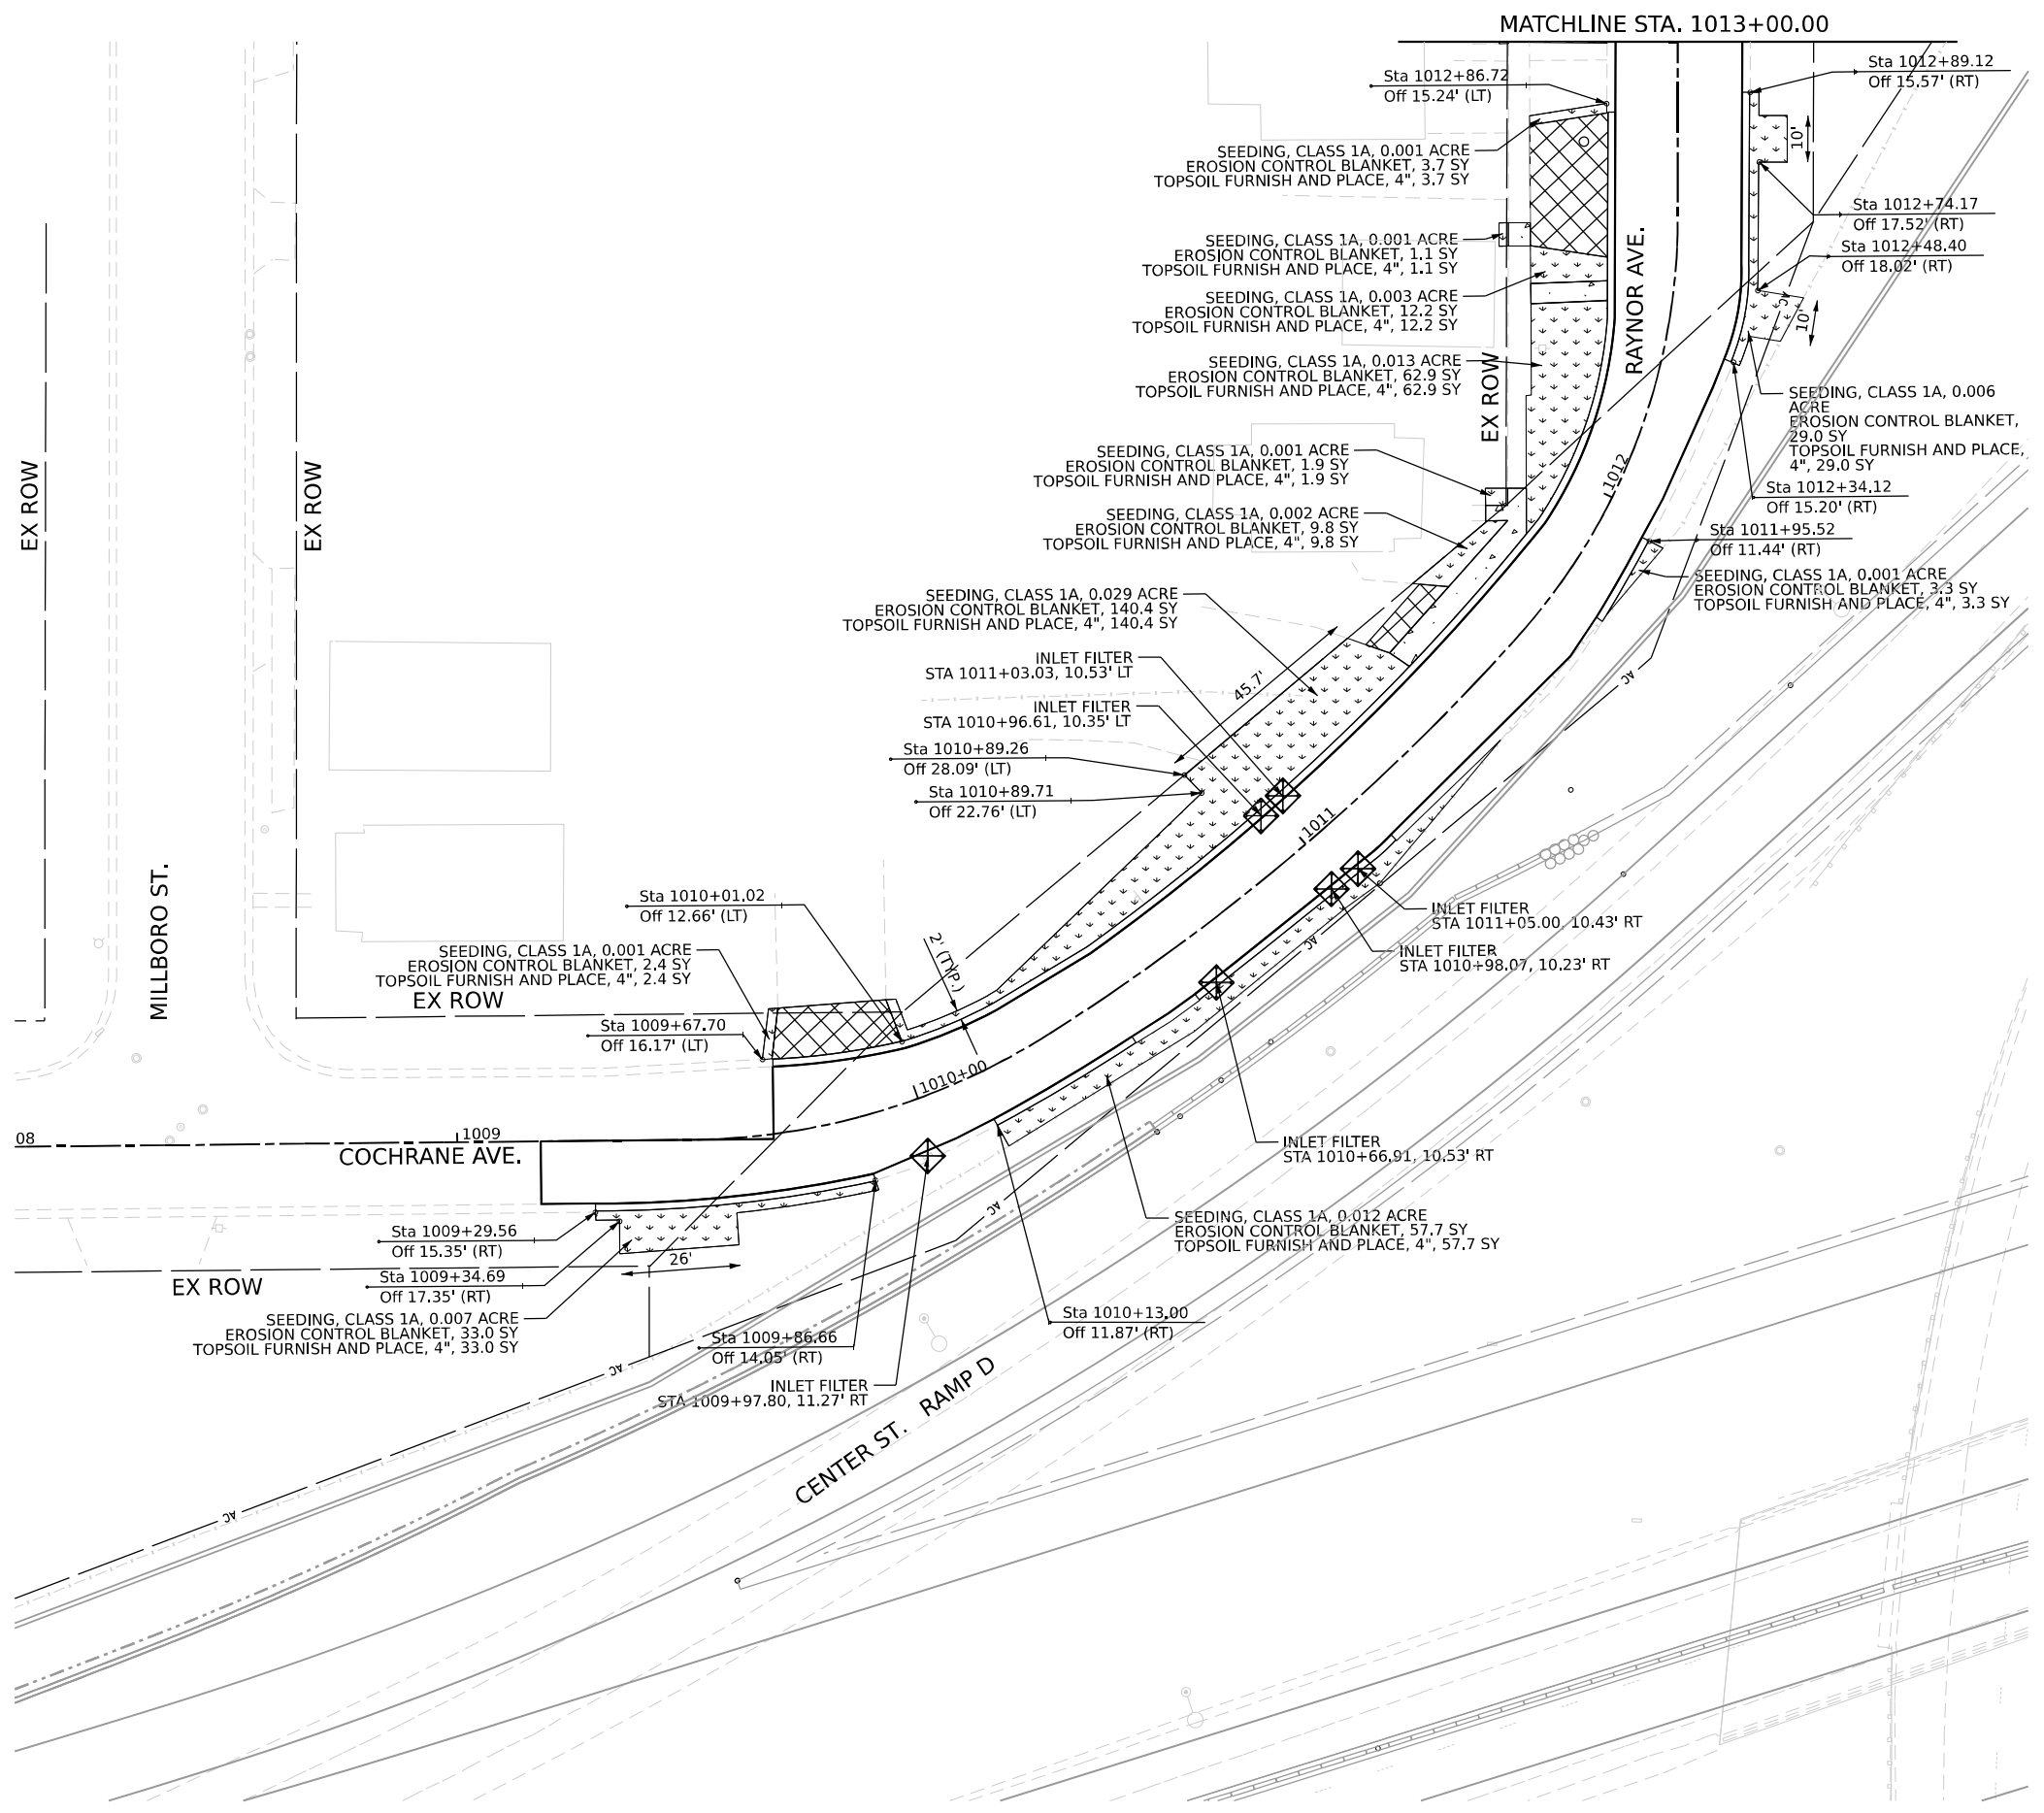 MATCHLINE STA. 1013+00.00
Sta 1012+86.72
Off 15.24' (LT)
Sta 1012+89.12
Off 15.57' (RT)
10'
SEEDING, CLASS 1A, 0.001 ACRE
EROSION CONTROL BLANKET, 3.7 SY
TOPSOIL FURNISH AND PLACE, 4", 3.7 SY
Sta 1012+74.17
Off 17.52' (RT)
Sta 1012+48.40
Off 18.02' (RT)
SEEDING, CLASS 1A, 0.001 ACRE
EROSION CONTROL BLANKET, 1.1 SY
TOPSOIL FURNISH AND PLACE, 4", 1.1 SY
SEEDING, CLASS 1A, 0.003 ACRE
EROSION CONTROL BLANKET, 12.2 SY
TOPSOIL FURNISH AND PLACE, 4", 12.2 SY
RAYNOR AVE.
AC
10'
SEEDING, CLASS 1A, 0.013 ACRE
EROSION CONTROL BLANKET, 62.9 SY
TOPSOIL FURNISH AND PLACE, 4", 62.9 SY
EX ROW
SEEDING, CLASS 1A, 0.006
ACRE
EROSION CONTROL BLANKET,
29.0 SY
TOPSOIL FURNISH AND PLACE,
4", 29.0 SY
SEEDING, CLASS 1A, 0.001 ACRE
EROSION CONTROL BLANKET, 1.9 SY
TOPSOIL FURNISH AND PLACE, 4", 1.9 SY
1012
Sta 1012+34.12
Off 15.20' (RT)
EX ROW
EX ROW
SEEDING, CLASS 1A, 0.002 ACRE
EROSION CONTROL BLANKET, 9.8 SY
TOPSOIL FURNISH AND PLACE, 4", 9.8 SY
Sta 1011+95.52
Off 11.44' (RT)
SEEDING, CLASS 1A, 0.001 ACRE
EROSION CONTROL BLANKET, 3.3 SY
TOPSOIL FURNISH AND PLACE, 4", 3.3 SY
SEEDING, CLASS 1A, 0.029 ACRE
EROSION CONTROL BLANKET, 140.4 SY
TOPSOIL FURNISH AND PLACE, 4", 140.4 SY
INLET FILTER
STA 1011+03.03, 10.53' LT
45.7'
AC
INLET FILTER
STA 1010+96.61, 10.35' LT
Sta 1010+89.26
Off 28.09' (LT)
Sta 1010+89.71
Off 22.76' (LT)
1011
MILLBORO ST.
Sta 1010+01.02
Off 12.66' (LT)
INLET FILTER
STA 1011+05.00, 10.43' RT
AC
INLET FILTER
STA 1010+98.07, 10.23' RT
2' (TYP.)
SEEDING, CLASS 1A, 0.001 ACRE
EROSION CONTROL BLANKET, 2.4 SY
TOPSOIL FURNISH AND PLACE, 4", 2.4 SY
EX ROW
Sta 1009+67.70
Off 16.17' (LT)
1010+00
08
1009
COCHRANE AVE.
INLET FILTER
STA 1010+66.91, 10.53' RT
AC
SEEDING, CLASS 1A, 0.012 ACRE
EROSION CONTROL BLANKET, 57.7 SY
TOPSOIL FURNISH AND PLACE, 4", 57.7 SY
Sta 1009+29.56
Off 15.35' (RT)
26'
EX ROW
Sta 1009+34.69
Off 17.35' (RT)
SEEDING, CLASS 1A, 0.007 ACRE
EROSION CONTROL BLANKET, 33.0 SY
TOPSOIL FURNISH AND PLACE, 4", 33.0 SY
Sta 1010+13.00
Off 11.87' (RT)
Sta 1009+86.66
Off 14.05' (RT)
AC
INLET FILTER
STA 1009+97.80, 11.27' RT
CENTER ST. RAMP D
AC